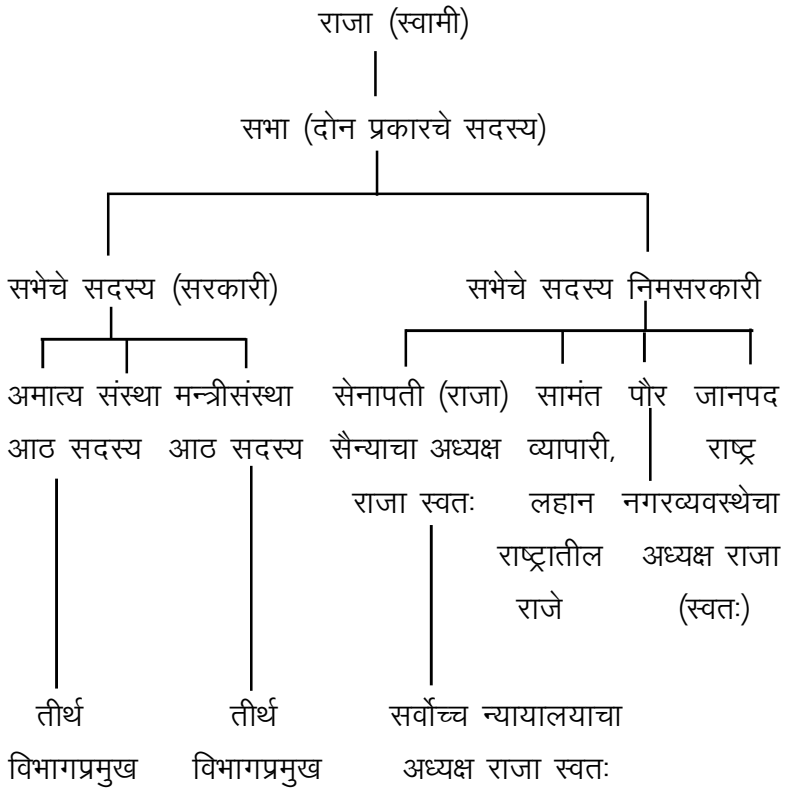 राजा (स्वामी)
सभा (दोन प्रकारचे सदस्य)
सभेचे सदस्य (सरकारी) सभेचे सदस्य निमसरकारी
अमात्य संस्था मन्त्रीसंस्था सेनापती (राजा) सामंत पौर जानपद
आठ सदस्य आठ सदस्य सैन्याचा अध्यक्ष व्यापारी, राष्ट्र
राजा स्वतः लहान नगरव्यवस्थेचा
राष्ट्रातील अध्यक्ष राजा
राजे (स्वतः)
तीर्थ तीर्थ सर्वोच्च न्यायालयाचा
विभागप्रमुख विभागप्रमुख अध्यक्ष राजा स्वतः